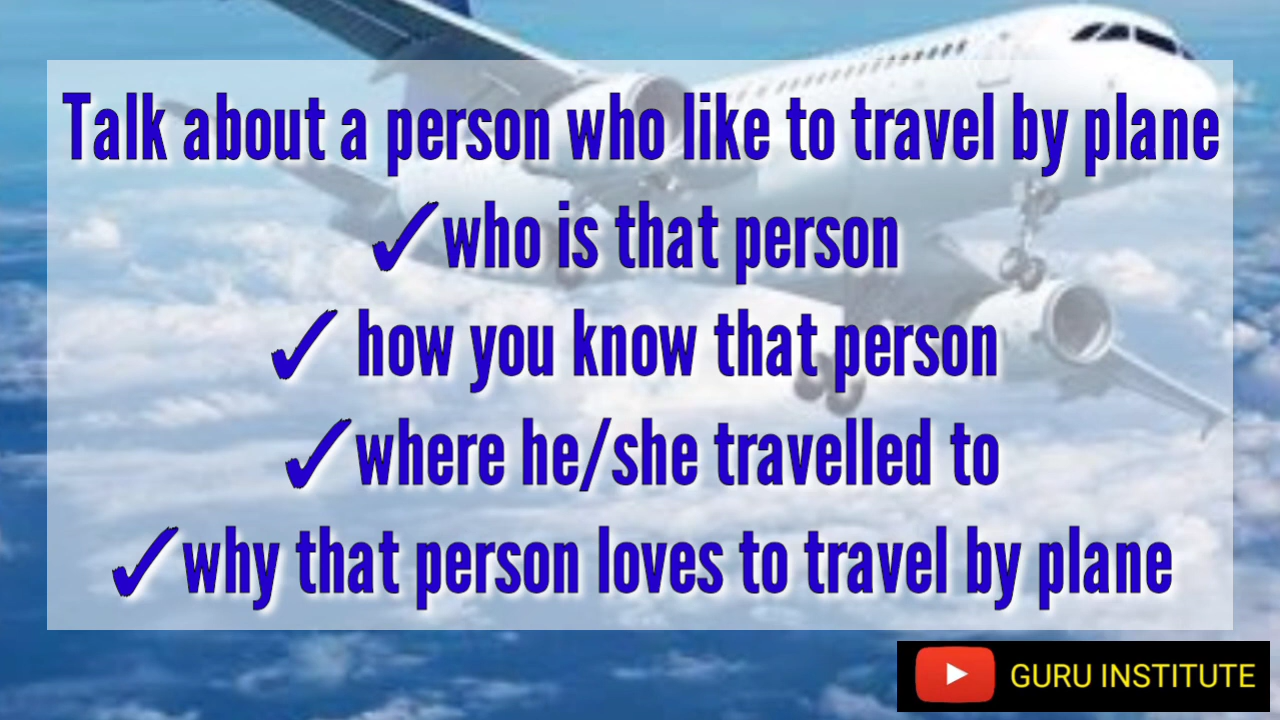 Talk about a person who like to travel by plane
✓who is that person
✓ how you know that person
✓where he/she travelled to
✓why that person loves to travel by plane
GURU INSTITUTE